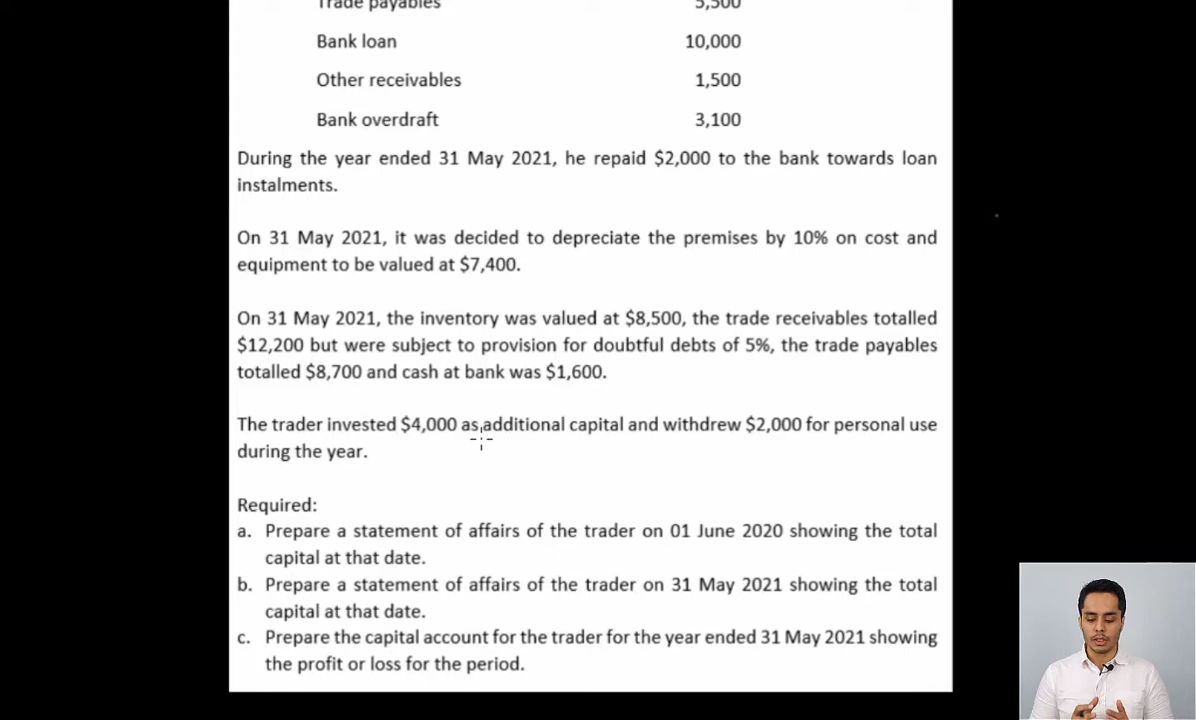 Trade payables 5,500
Bank loan 10,000
Other receivables 1,500
Bank overdraft 3,100
During the year ended 31 May 2021, he repaid $2,000 to the bank towards loan
instalments.
On 31 May 2021, it was decided to depreciate the premises by 10% on cost and
equipment to be valued at $7,400.
On 31 May 2021, the inventory was valued at $8,500, the trade receivables totalled
$12,200 but were subject to provision for doubtful debts of 5%, the trade payables
totalled $8,700 and cash at bank was $1,600.
The trader invested $4,000 as additional capital and withdrew $2,000 for personal use
during the year.
Required:
a. Prepare a statement of affairs of the trader on 01 June 2020 showing the total
capital at that date.
b. Prepare a statement of affairs of the trader on 31 May 2021 showing the total
capital at that date.
c. Prepare the capital account for the trader for the year ended 31 May 2021 showing
the profit or loss for the period.